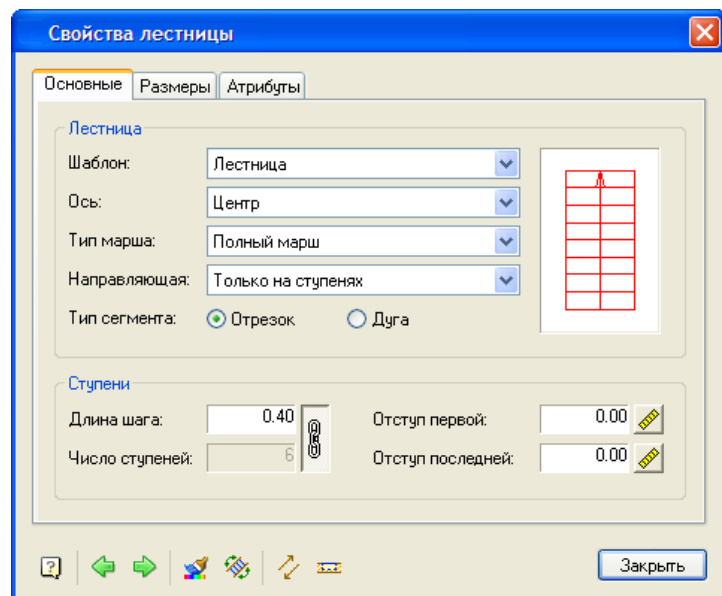 Свойства лестницы
Основные Размеры Атрибуты
Лестница
Шаблон: Лестница
Ось: Центр
Тип марша: Полный марш
Направляющая: Только на ступенях
Тип сегмента: Отрезок Дуга
Ступени
Длина шага: 0.40 Отступ первой: 0.00
Число ступеней: 6 Отступ последней: 0.00
Закрыть